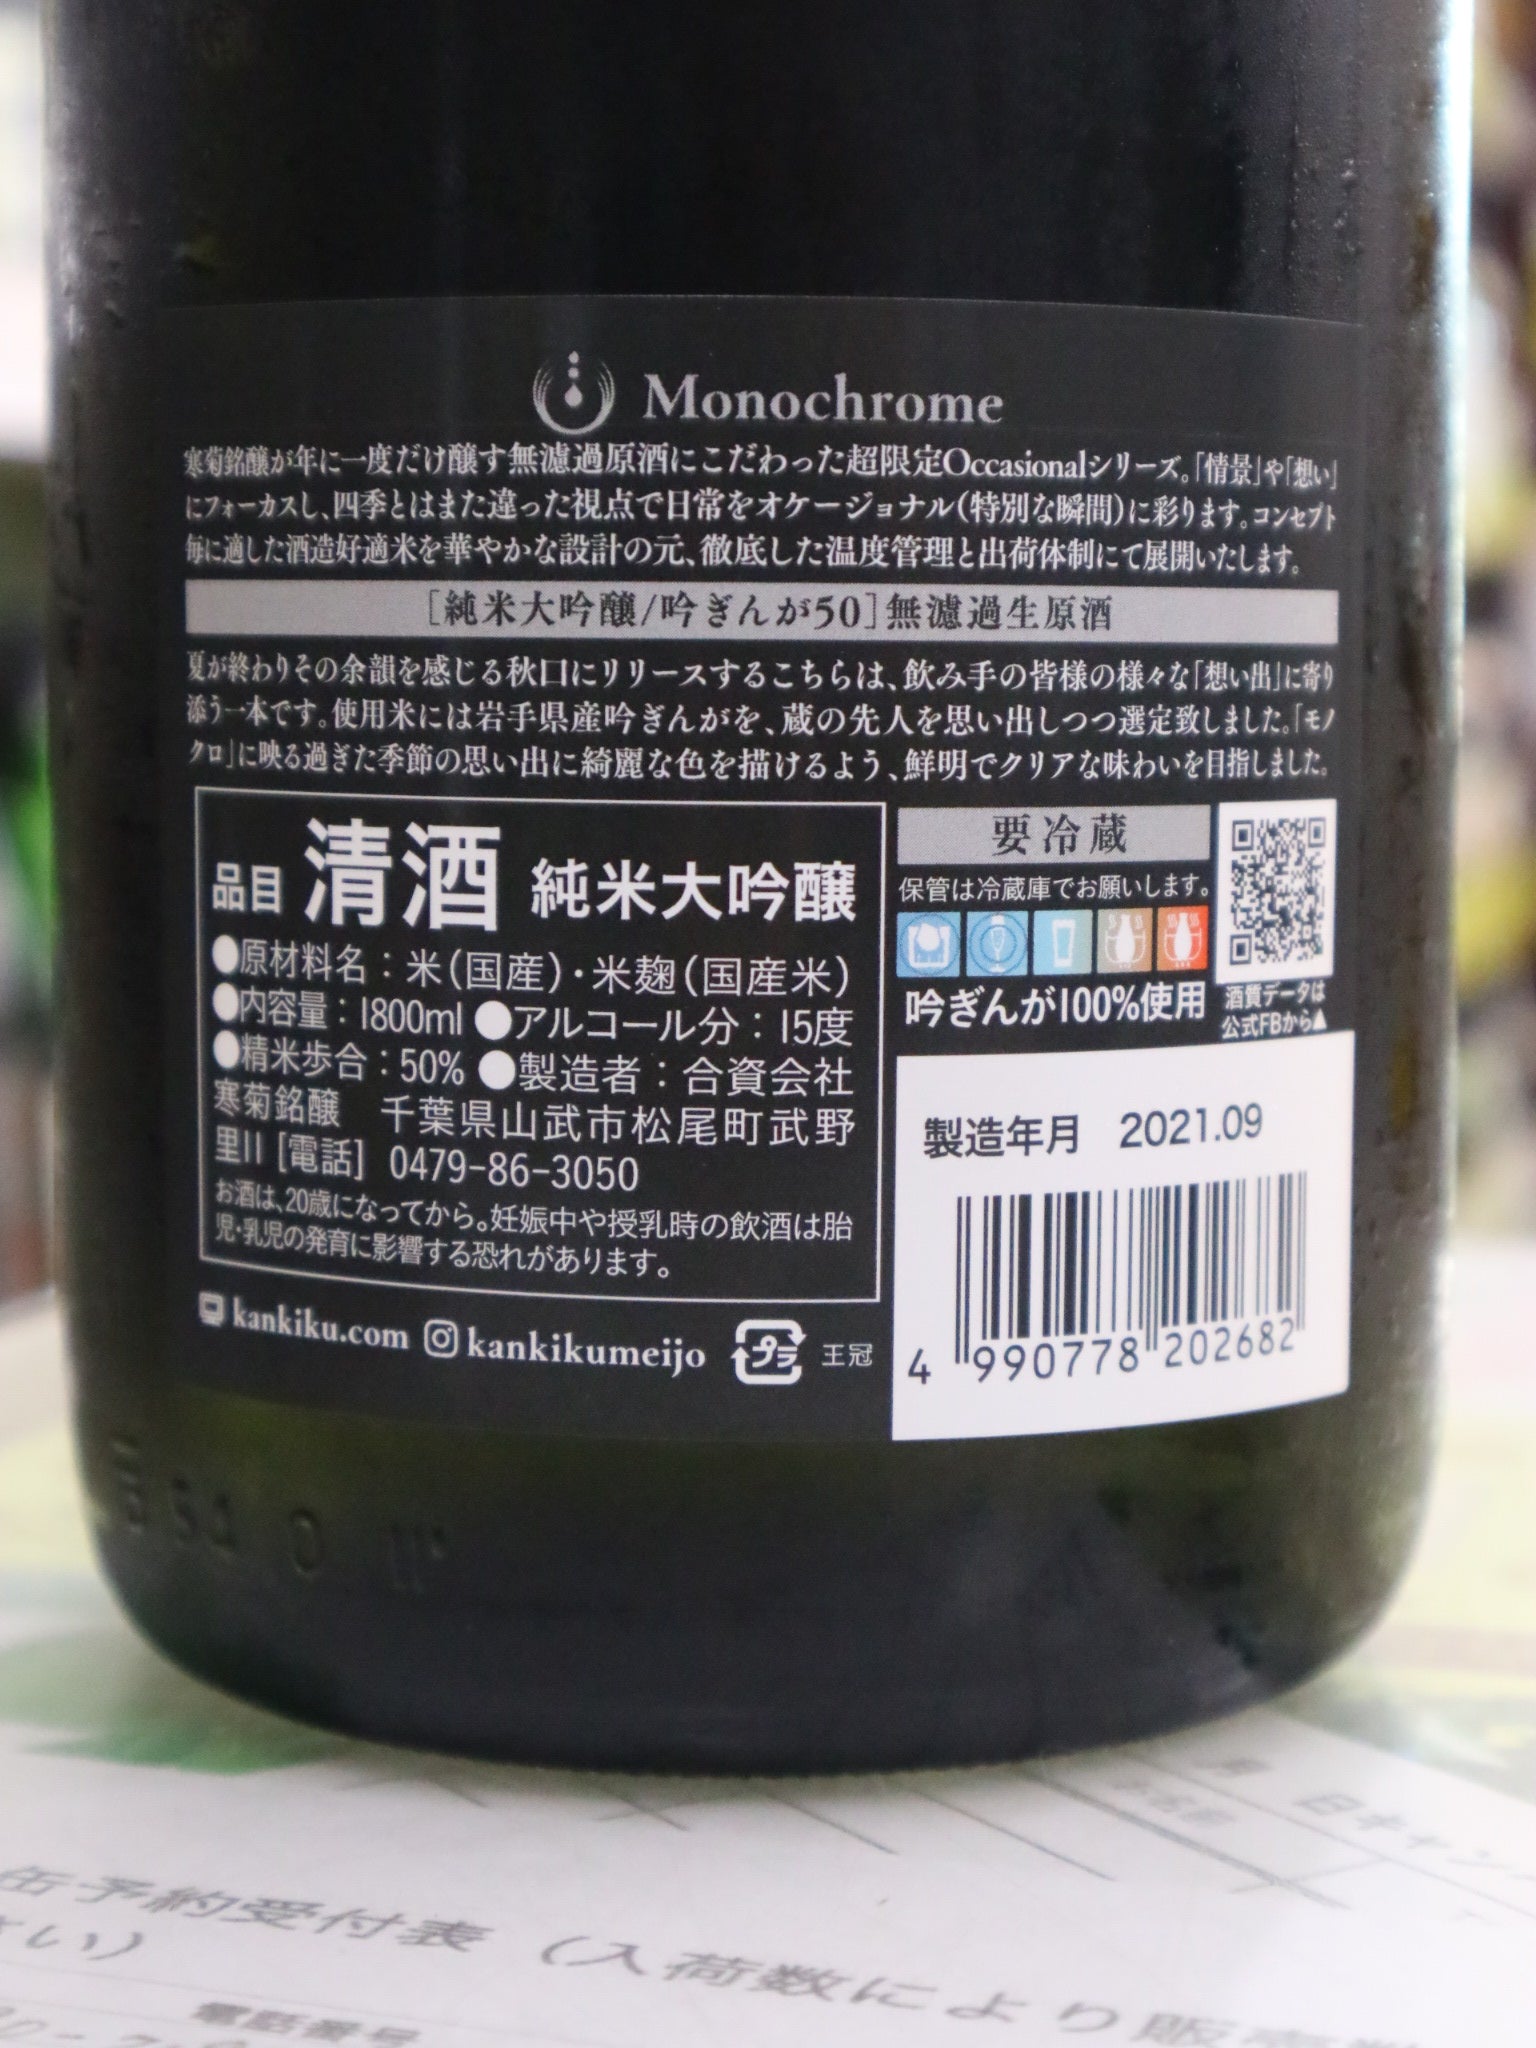 Monochrome
寒菊銘醸が年に一度だけ醸す無濾過原酒にこだわった超限定Occasionalシリーズ。「情景」や「想い」
にフォーカスし、四季とはまた違った視点で日常をオケージョナル(特別な瞬間)に彩ります。コンセプト
毎に適した酒造好適米を華やかな設計の元、徹底した温度管理と出荷体制にて展開いたします。
[純米大吟醸/吟ぎんが50]無濾過生原酒
夏が終わりその余韻を感じる秋口にリリースするこちらは、飲み手の皆様の様々な「想い出」に寄り
添う一本です。使用米には岩手県産吟ぎんがを、蔵の先人を思い出しつつ選定致しました。「モノ
クロ」に映る過ぎた季節の思い出に綺麗な色を描けるよう、鮮明でクリアな味わいを目指しました。
品目 清酒 純米大吟醸
●原材料名：米(国産)・米麹(国産米)
●内容量：1800ml ●アルコール分：15度
●精米歩合：50% ●製造者：合資会社
寒菊銘醸 千葉県山武市松尾町武野
里11 [電話] 0479-86-3050
お酒は、20歳になってから。妊娠中や授乳時の飲酒は胎
児・乳児の発育に影響する恐れがあります。
kankiku.com kankikumeijo プラ 王冠
要冷蔵
保管は冷蔵庫でお願いします。
吟ぎんが100%使用
酒質データは
公式FBから▲
製造年月 2021.09
4 990778 202682
缶予約受付表 (入荷数により販売
さい)
電話番号